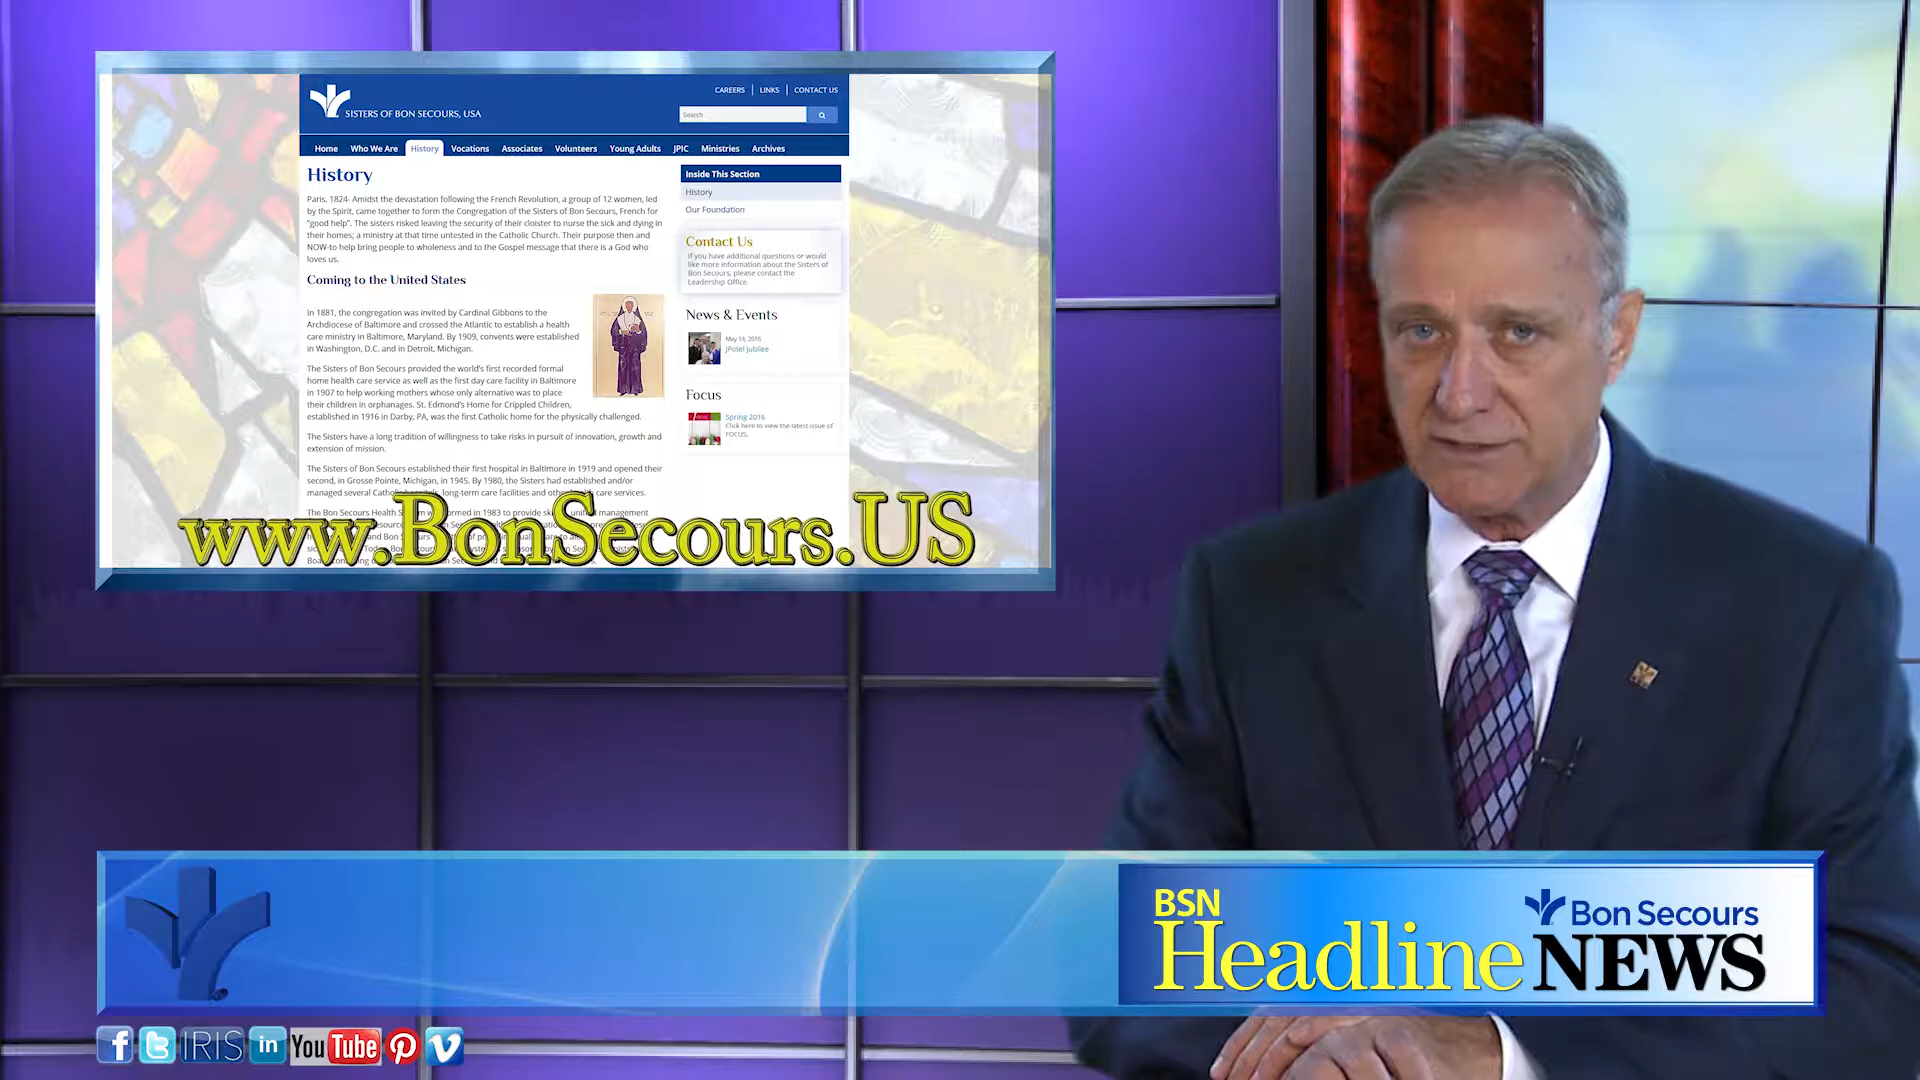 SISTERS OF BON SECOURS, USA
CAREERS | LINKS | CONTACT US
Search
Home Who We Are History Vocations Associates Volunteers Young Adults JPIC Ministries Archives
History
Paris, 1824- Amidst the devastation following the French Revolution, a group of 12 women, led
by the Spirit, came together to form the Congregation of the Sisters of Bon Secours, French for
"good help". The sisters risked leaving the security of their cloister to nurse the sick and dying in
their homes; a ministry at that time untested in the Catholic Church. Their purpose then and
NOW-to help bring people to wholeness and to the Gospel message that there is a God who
loves us.
Coming to the United States
In 1881, the congregation was invited by Cardinal Gibbons to the
Archdiocese of Baltimore and crossed the Atlantic to establish a health
care ministry in Baltimore, Maryland. By 1909, convents were established
in Washington, D.C. and in Detroit, Michigan.
The Sisters of Bon Secours provided the world's first recorded formal
home health care service as well as the first day care facility in Baltimore
in 1907 to help working mothers whose only alternative was to place
their children in orphanages. St. Edmond's Home for Crippled Children,
established in 1916 in Darby, PA, was the first Catholic home for the physically challenged.
The Sisters have a long tradition of willingness to take risks in pursuit of innovation, growth and
extension of mission.
The Sisters of Bon Secours established their first hospital in Baltimore in 1919 and opened their
second, in Grosse Pointe, Michigan, in 1945. By 1980, the Sisters had established and/or
managed several long-term care facilities and care services.
The Bon Secours Health in 1983 to provide management
Inside This Section
History
Our Foundation
Contact Us
If you have additional questions or would
like more information about the Sisters of
Bon Secours, please contact the
Leadership Office.
News & Events
May 14, 2016
JPotel Jubilee
Focus
Spring 2016
Click here to view the latest issue of
FOCUS.
www.BonSecours.US
BSN
Headline NEWS
Bon Secours
f t IRIS in You Tube P V